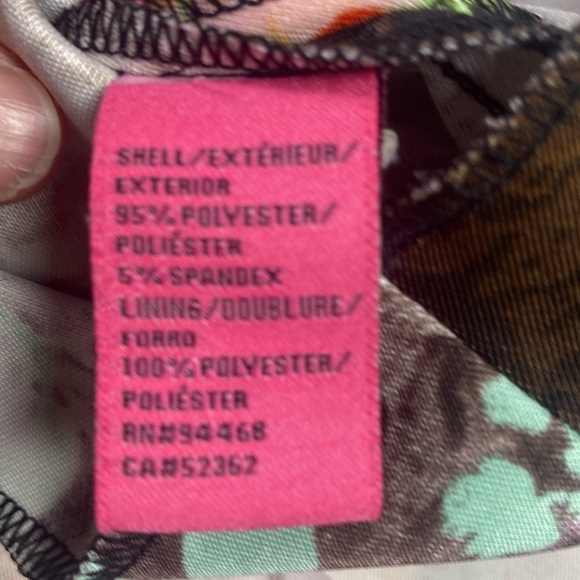 SHELL/EXTÉRIEUR/
EXTERIOR
95% POLYESTER/
POLIÉSTER
5% SPANDEX
LINING/DOUBLURE/
FORRO
100% POLYESTER/
POLIÉSTER
RN#94468
CA#52362